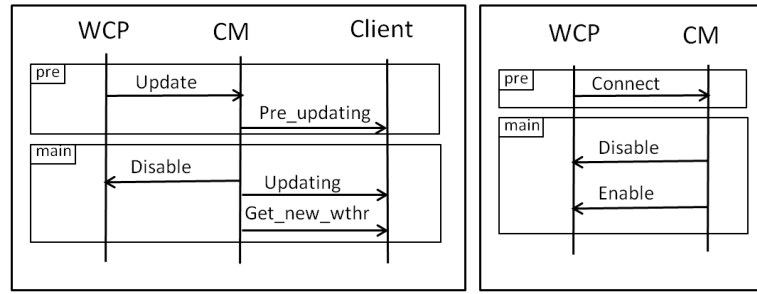 WCP CM Client
pre
Update
Pre_updating
main
Disable
Updating
Get_new_wthr
WCP CM
pre
Connect
main
Disable
Enable